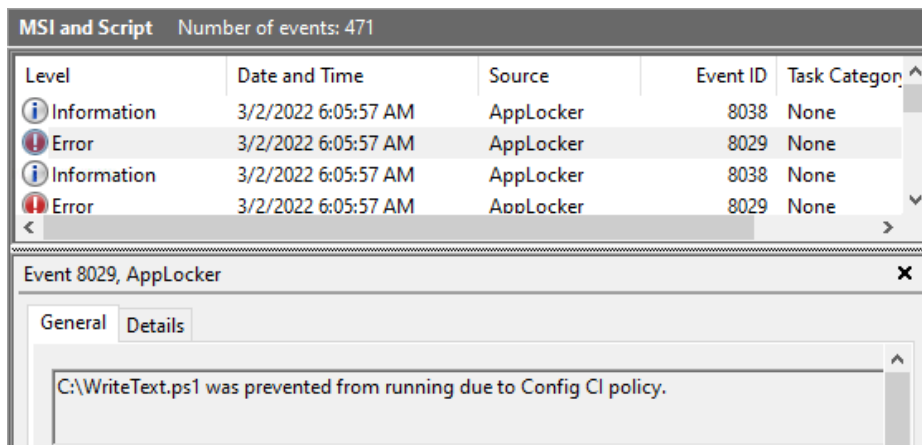 MSI and Script Number of events: 471
Level Date and Time Source Event ID Task Category
Information 3/2/2022 6:05:57 AM AppLocker 8038 None
Error 3/2/2022 6:05:57 AM AppLocker 8029 None
Information 3/2/2022 6:05:57 AM AppLocker 8038 None
Error 3/2/2022 6:05:57 AM AppLocker 8029 None
Event 8029, AppLocker
General Details
C:\WriteText.ps1 was prevented from running due to Config CI policy.